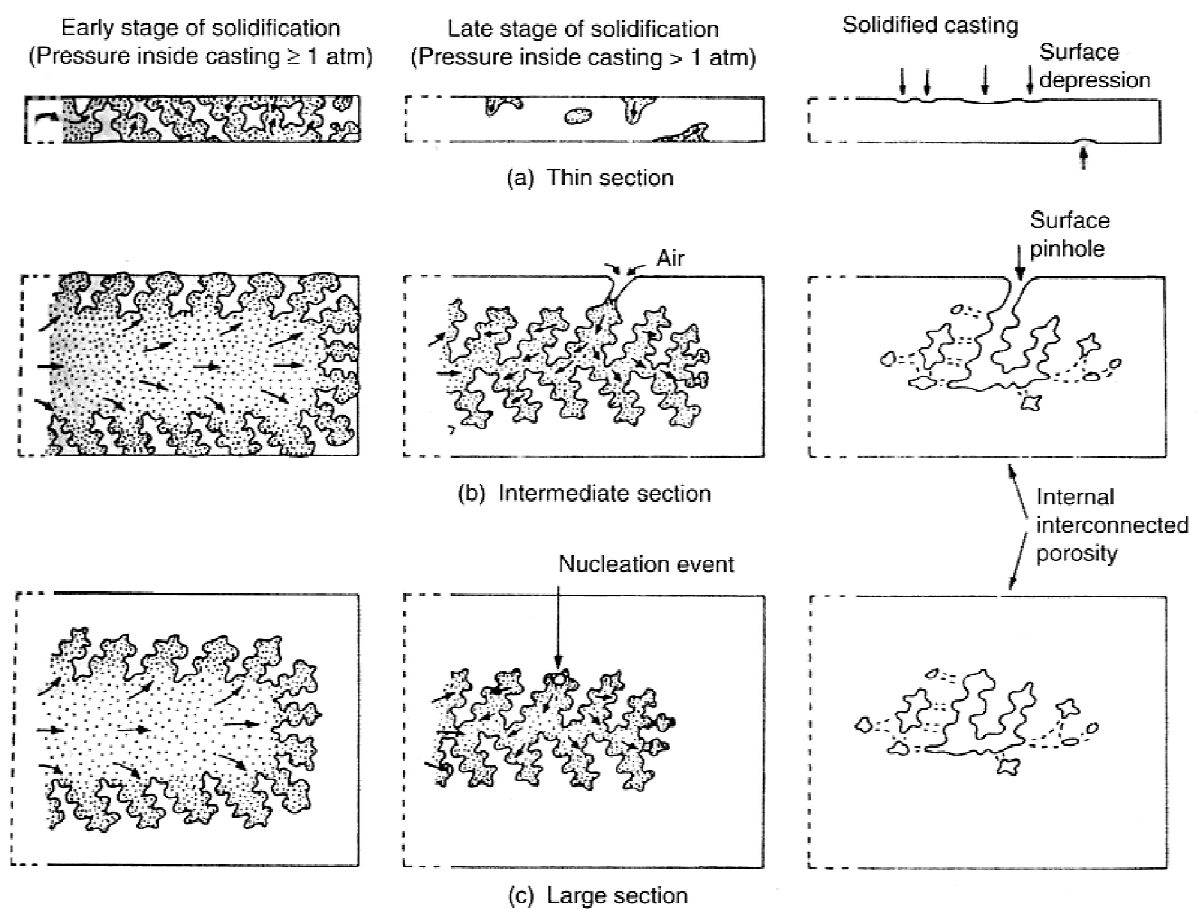 Early stage of solidification
(Pressure inside casting ≥ 1 atm)
Late stage of solidification
(Pressure inside casting > 1 atm)
Solidified casting
Surface
depression
(a) Thin section
Air
Surface
pinhole
(b) Intermediate section
Internal
interconnected
porosity
Nucleation event
(c) Large section